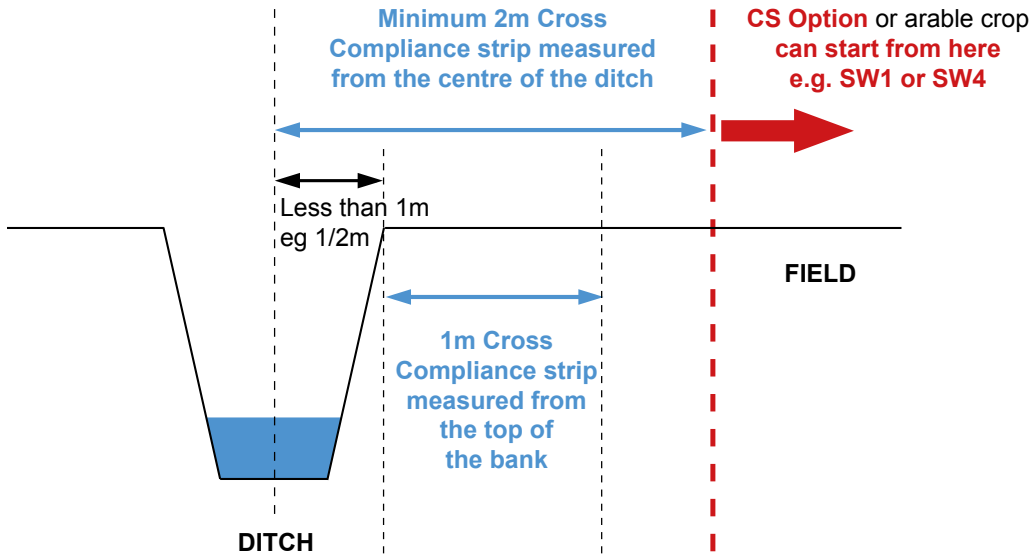 Minimum 2m Cross
Compliance strip measured
from the centre of the ditch
CS Option or arable crop
can start from here
e.g. SW1 or SW4
Less than 1m
eg 1/2m
FIELD
1m Cross
Compliance strip
measured from
the top of
the bank
DITCH